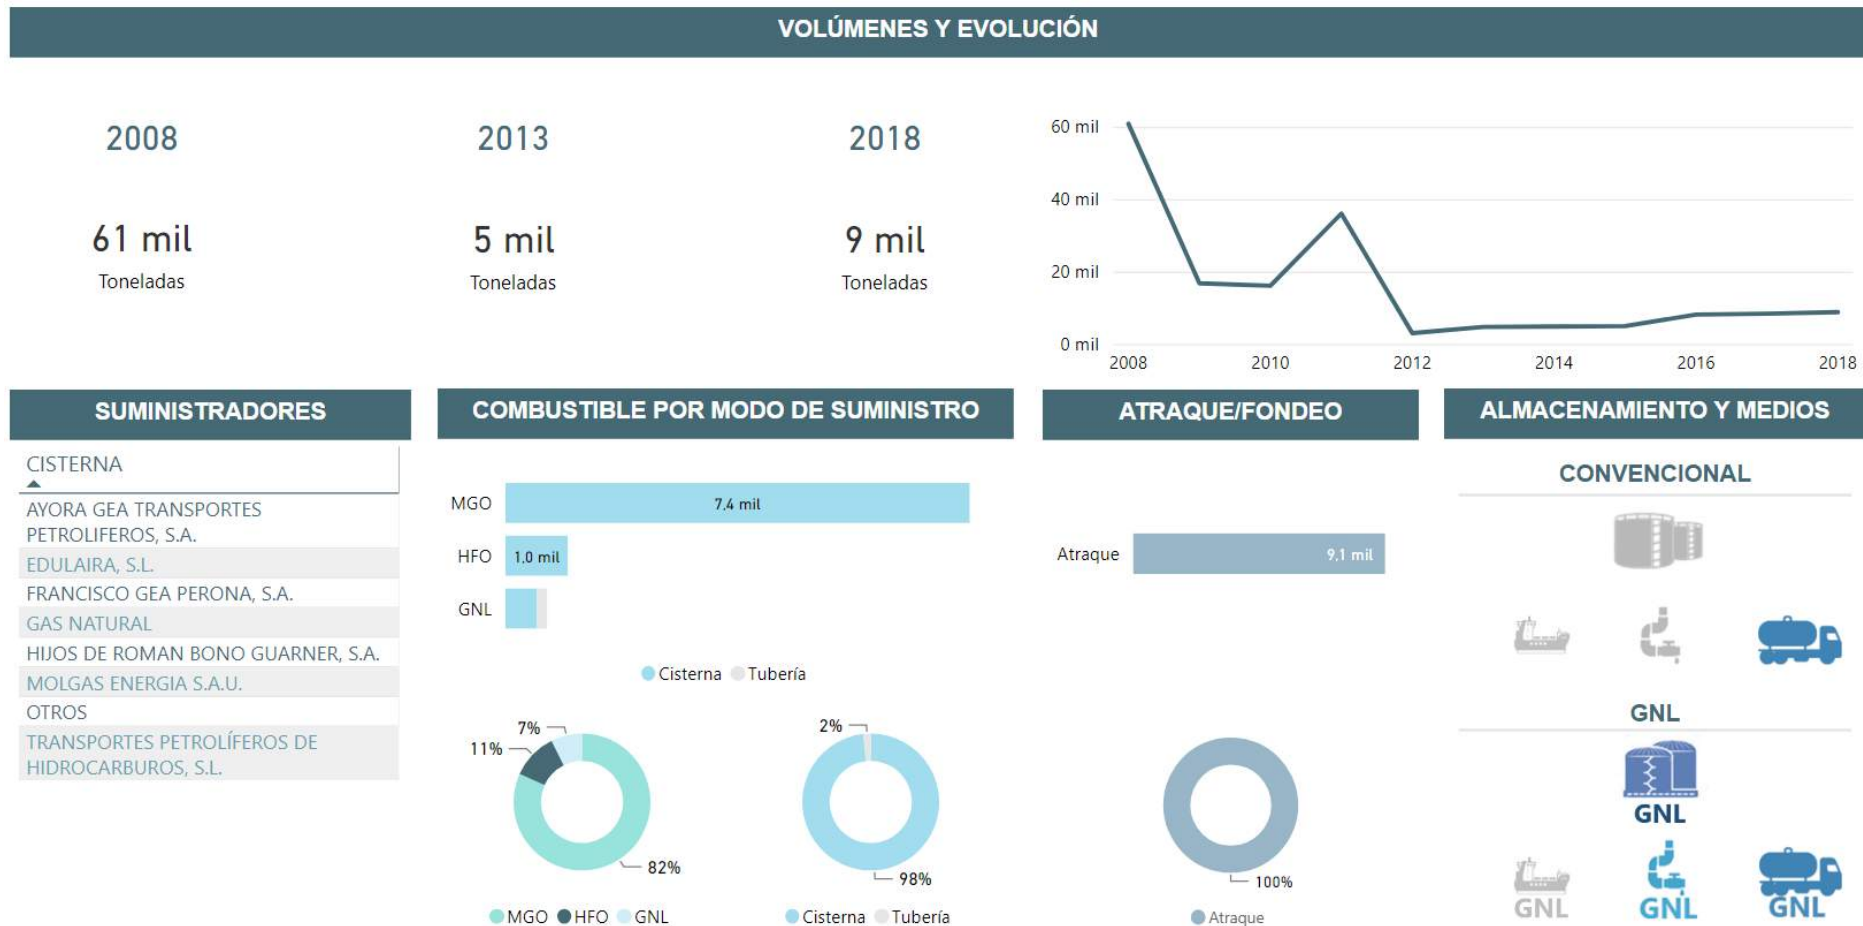 VOLÚMENES Y EVOLUCIÓN
2008
2013
2018
61 mil
5 mil
9 mil
Toneladas
Toneladas
Toneladas
60 mil
40 mil
20 mil
0 mil
2008
2010
2012
2014
2016
2018
SUMINISTRADORES
CISTERNA
AYORA GEA TRANSPORTES
PETROLIFEROS, S.A.
EDULAIRA, S.L.
FRANCISCO GEA PERONA, S.A.
GAS NATURAL
HIJOS DE ROMAN BONO GUARNER, S.A.
MOLGAS ENERGIA S.A.U.
OTROS
TRANSPORTES PETROLÍFEROS DE
HIDROCARBUROS, S.L.
COMBUSTIBLE POR MODO DE SUMINISTRO
MGO
7,4 mil
HFO
1,0 mil
GNL
Cisterna
Tubería
7%
11%
82%
MGO
HFO
GNL
2%
98%
Cisterna
Tubería
ATRAQUE/FONDEO
Atraque
9,1 mil
100%
Atraque
ALMACENAMIENTO Y MEDIOS
CONVENCIONAL
GNL
GNL
GNL
GNL
GNL